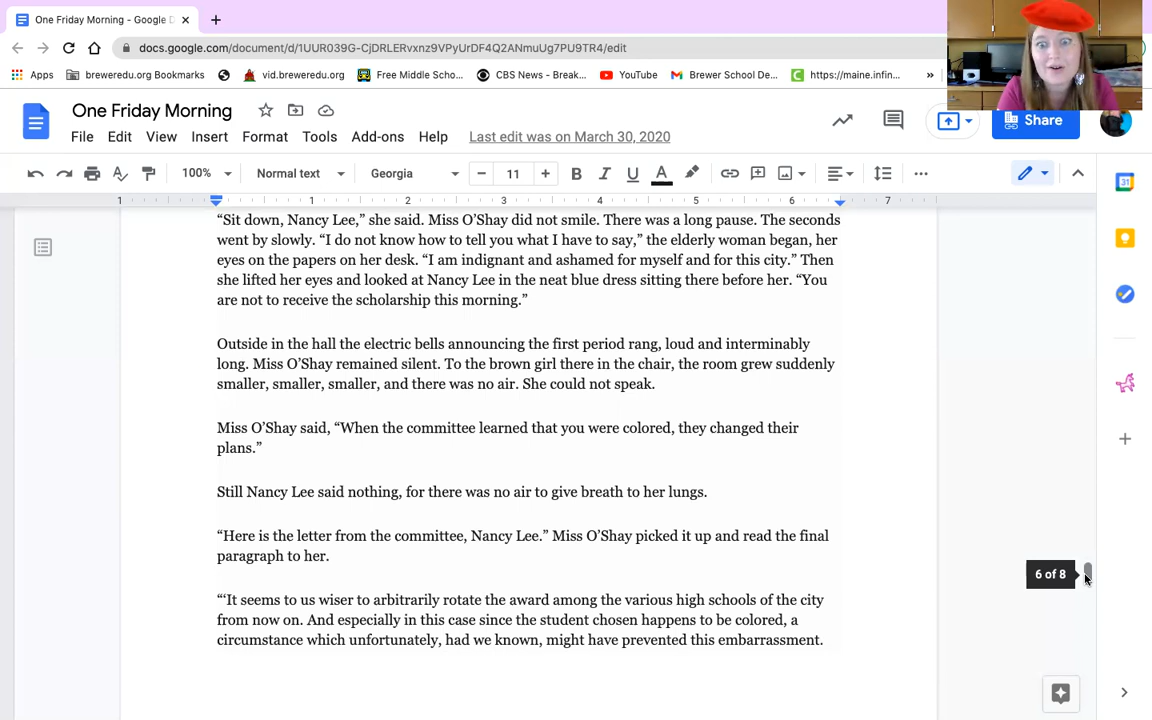 One Friday Morning - Google D
docs.google.com/document/d/1UUR039G-CjDRLERvxnz9VPyUrDF4Q2ANmuUg7PU9TR4/edit
Apps breweredu.org Bookmarks vid.breweredu.org Free Middle Scho... CBS News - Break... YouTube Brewer School De... https://maine.infin... »
One Friday Morning
File Edit View Insert Format Tools Add-ons Help Last edit was on March 30, 2020
Share
100% Normal text Georgia 11 B I U A
1 1 2 3 4 5 6 7
“Sit down, Nancy Lee,” she said. Miss O’Shay did not smile. There was a long pause. The seconds
went by slowly. “I do not know how to tell you what I have to say,” the elderly woman began, her
eyes on the papers on her desk. “I am indignant and ashamed for myself and for this city.” Then
she lifted her eyes and looked at Nancy Lee in the neat blue dress sitting there before her. “You
are not to receive the scholarship this morning.”
Outside in the hall the electric bells announcing the first period rang, loud and interminably
long. Miss O’Shay remained silent. To the brown girl there in the chair, the room grew suddenly
smaller, smaller, smaller, and there was no air. She could not speak.
Miss O’Shay said, “When the committee learned that you were colored, they changed their
plans.”
Still Nancy Lee said nothing, for there was no air to give breath to her lungs.
“Here is the letter from the committee, Nancy Lee.” Miss O’Shay picked it up and read the final
paragraph to her.
“‘It seems to us wiser to arbitrarily rotate the award among the various high schools of the city
from now on. And especially in this case since the student chosen happens to be colored, a
circumstance which unfortunately, had we known, might have prevented this embarrassment.
6 of 8
31